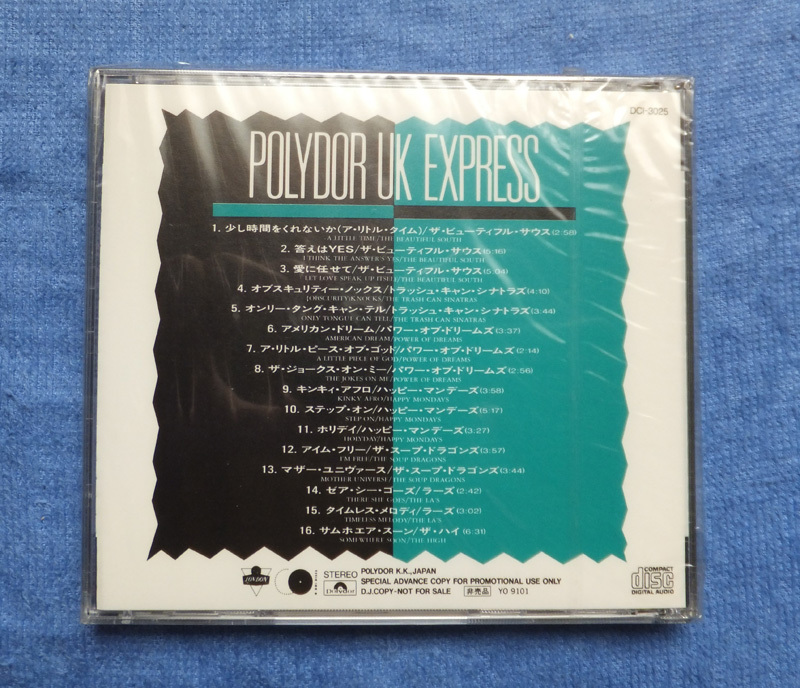 DCI-3025
POLYDOR UK EXPRESS
1. 少し時間をくれないか(ア・リトル・タイム)/ザ・ビューティフル・サウス(2:58)
A LITTLE TIME/THE BEAUTIFUL SOUTH
2. 答えはYES/ザ・ビューティフル・サウス(5:16)
I THINK THE ANSWER'S YES/THE BEAUTIFUL SOUTH
3. 愛に任せて/ザ・ビューティフル・サウス(5:04)
LET LOVE SPEAK UP ITSELF/THE BEAUTIFUL SOUTH
4. オブスキュリティー・ノックス/トラッシュ・キャン・シナトラズ(4:10)
[OBSCURITY]KNOCKS/THE TRASH CAN SINATRAS
5. オンリー・タング・キャン・テル/トラッシュ・キャン・シナトラズ(3:44)
ONLY TONGUE CAN TELL/THE TRASH CAN SINATRAS
6. アメリカン・ドリーム/パワー・オブ・ドリームズ(3:37)
AMERICAN DREAM/POWER OF DREAMS
7. ア・リトル・ピース・オブ・ゴッド/パワー・オブ・ドリームズ(2:14)
A LITTLE PIECE OF GOD/POWER OF DREAMS
8. ザ・ジョークス・オン・ミー/パワー・オブ・ドリームズ(2:56)
THE JOKES ON ME/POWER OF DREAMS
9. キンキィ・アフロ/ハッピー・マンデーズ(3:58)
KINKY AFRO/HAPPY MONDAYS
10. ステップ・オン/ハッピー・マンデーズ(5:17)
STEP ON/HAPPY MONDAYS
11. ホリデイ/ハッピー・マンデーズ(3:27)
HOLYDAY/HAPPY MONDAYS
12. アイム・フリー/ザ・スープ・ドラゴンズ(3:57)
I'M FREE/THE SOUP DRAGONS
13. マザー・ユニヴァース/ザ・スープ・ドラゴンズ(3:44)
MOTHER UNIVERSE/THE SOUP DRAGONS
14. ゼア・シー・ゴーズ/ラーズ(2:42)
THERE SHE GOES/THE LA'S
15. タイムレス・メロディ/ラーズ(3:02)
TIMELESS MELODY/THE LA'S
16. サムホエア・スーン/ザ・ハイ(6:31)
SOMEWHERE SOON/THE HIGH
LONDON
STEREO
Polydor
POLYDOR K.K., JAPAN
SPECIAL ADVANCE COPY FOR PROMOTIONAL USE ONLY
D.J.COPY-NOT FOR SALE 非売品 YO 9101
COMPACT
disc
DIGITAL AUDIO